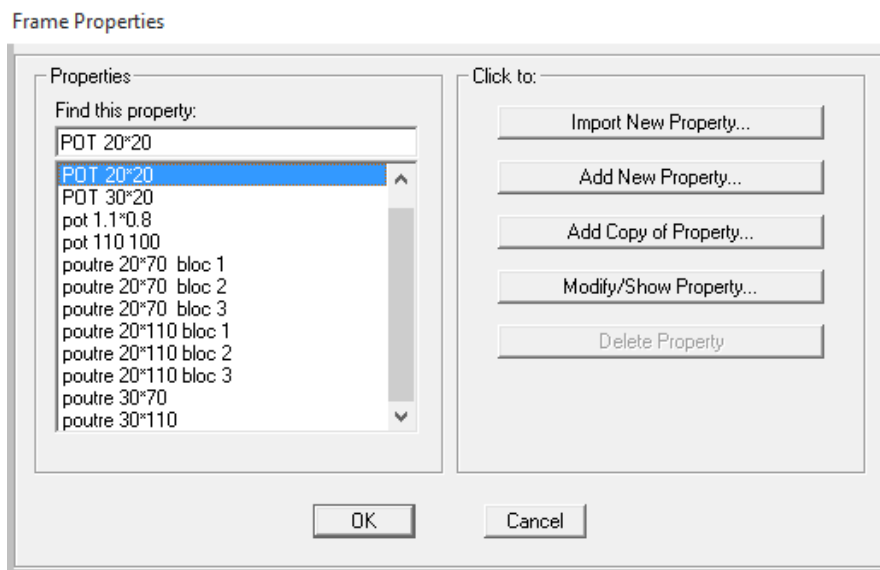 Frame Properties
Properties
Find this property:
POT 20*20
POT 20*20
POT 30*20
pot 1.1*0.8
pot 110 100
poutre 20*70  bloc 1
poutre 20*70  bloc 2
poutre 20*70  bloc 3
poutre 20*110 bloc 1
poutre 20*110 bloc 2
poutre 20*110 bloc 3
poutre 30*70
poutre 30*110
Click to:
Import New Property...
Add New Property...
Add Copy of Property...
Modify/Show Property...
Delete Property
OK
Cancel